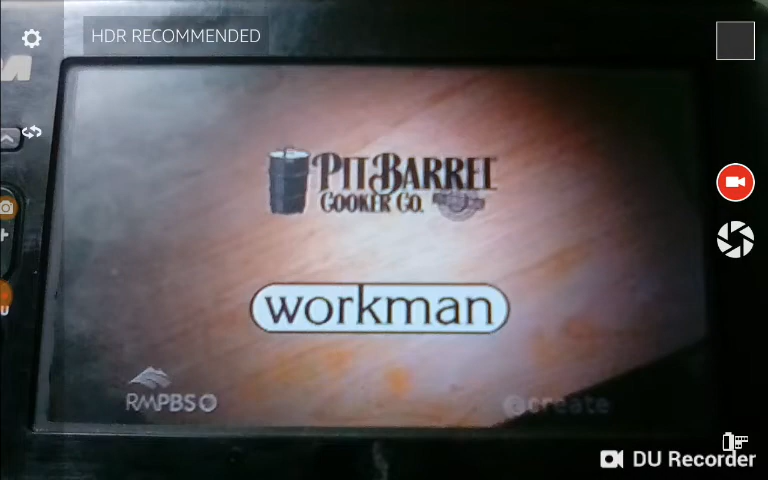 HDR RECOMMENDED
PIT BARREL
COOKER CO.
workman
RMPBS
create
DU Recorder